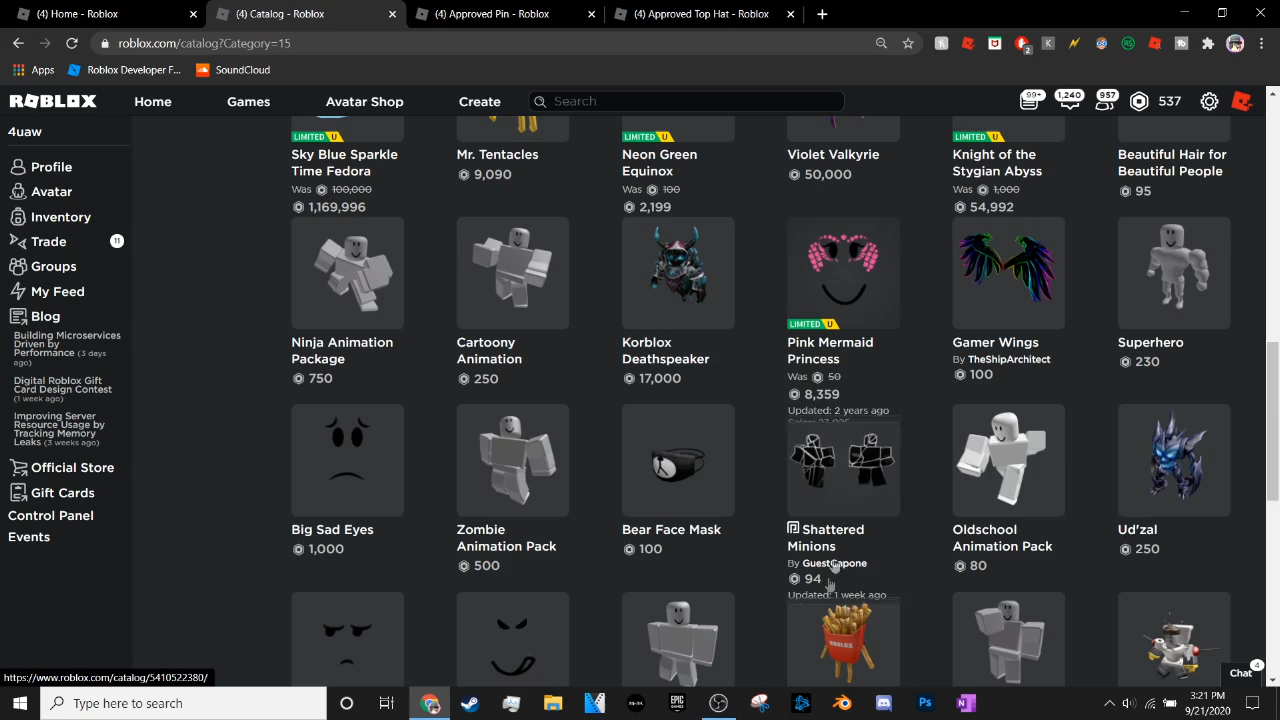 (4) Home - Roblox
(4) Catalog - Roblox
(4) Approved Pin - Roblox
(4) Approved Top Hat - Roblox
roblox.com/catalog?Category=15
2
Apps
Roblox Developer F...
SoundCloud
ROBLOX
Home
Games
Avatar Shop
Create
Search
99+
1,240
957
537
4uaw
Profile
Avatar
Inventory
Trade
11
Groups
My Feed
Blog
Building Microservices
Driven by
Performance (3 days
ago)
Digital Roblox Gift
Card Design Contest
(1 week ago)
Improving Server
Resource Usage by
Tracking Memory
Leaks (3 weeks ago)
Official Store
Gift Cards
Control Panel
Events
LIMITED U
Sky Blue Sparkle
Time Fedora
Was 100,000
1,169,996
Mr. Tentacles
9,090
LIMITED U
Neon Green
Equinox
Was 100
2,199
Violet Valkyrie
50,000
LIMITED U
Knight of the
Stygian Abyss
Was 1,000
54,992
Beautiful Hair for
Beautiful People
95
Ninja Animation
Package
750
Cartoony
Animation
250
Korblox
Deathspeaker
17,000
LIMITED U
Pink Mermaid
Princess
Was 50
8,359
Updated: 2 years ago
Gamer Wings
By TheShipArchitect
100
Superhero
230
Big Sad Eyes
1,000
Zombie
Animation Pack
500
Bear Face Mask
100
Shattered
Minions
By GuestCapone
94
Updated: 1 week ago
Oldschool
Animation Pack
80
Ud'zal
250
ROBLOX
Chat
4
https://www.roblox.com/catalog/5410522380/
Type here to search
EPIC
GAMES
Ps
N
3:21 PM
9/21/2020